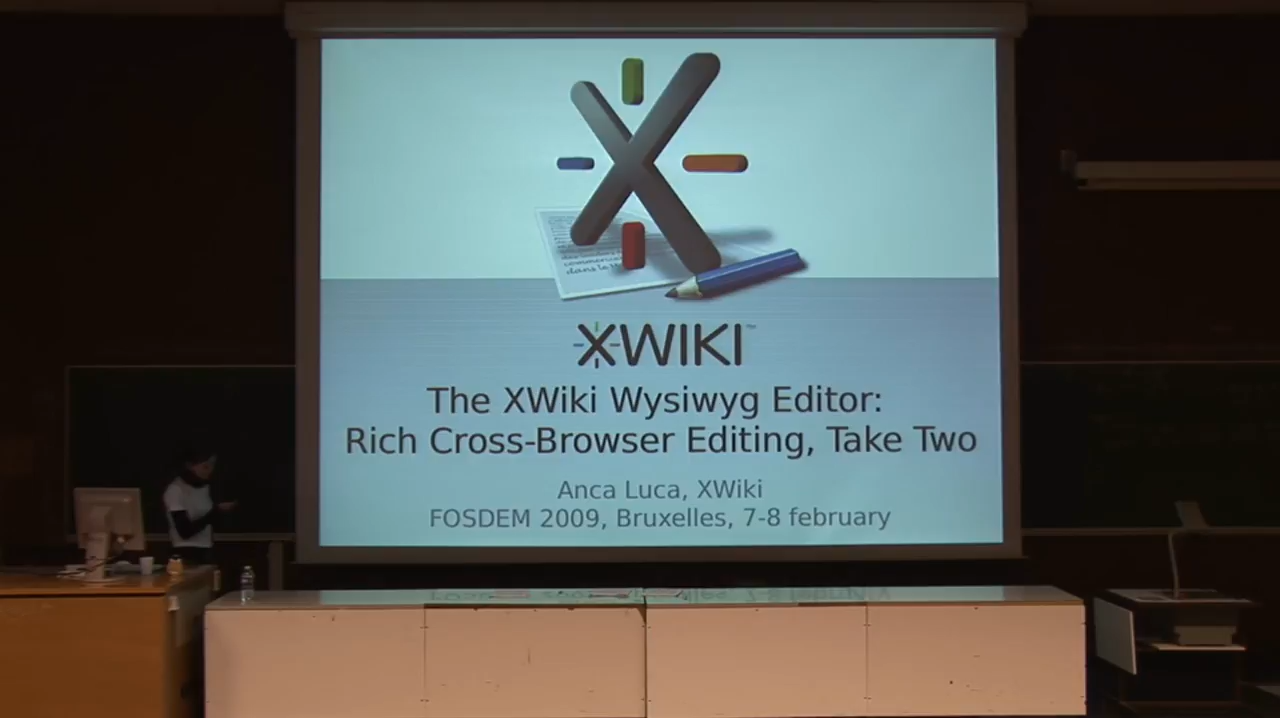 XWIKI™
The XWiki Wysiwyg Editor:
Rich Cross-Browser Editing, Take Two
Anca Luca, XWiki
FOSDEM 2009, Bruxelles, 7-8 february